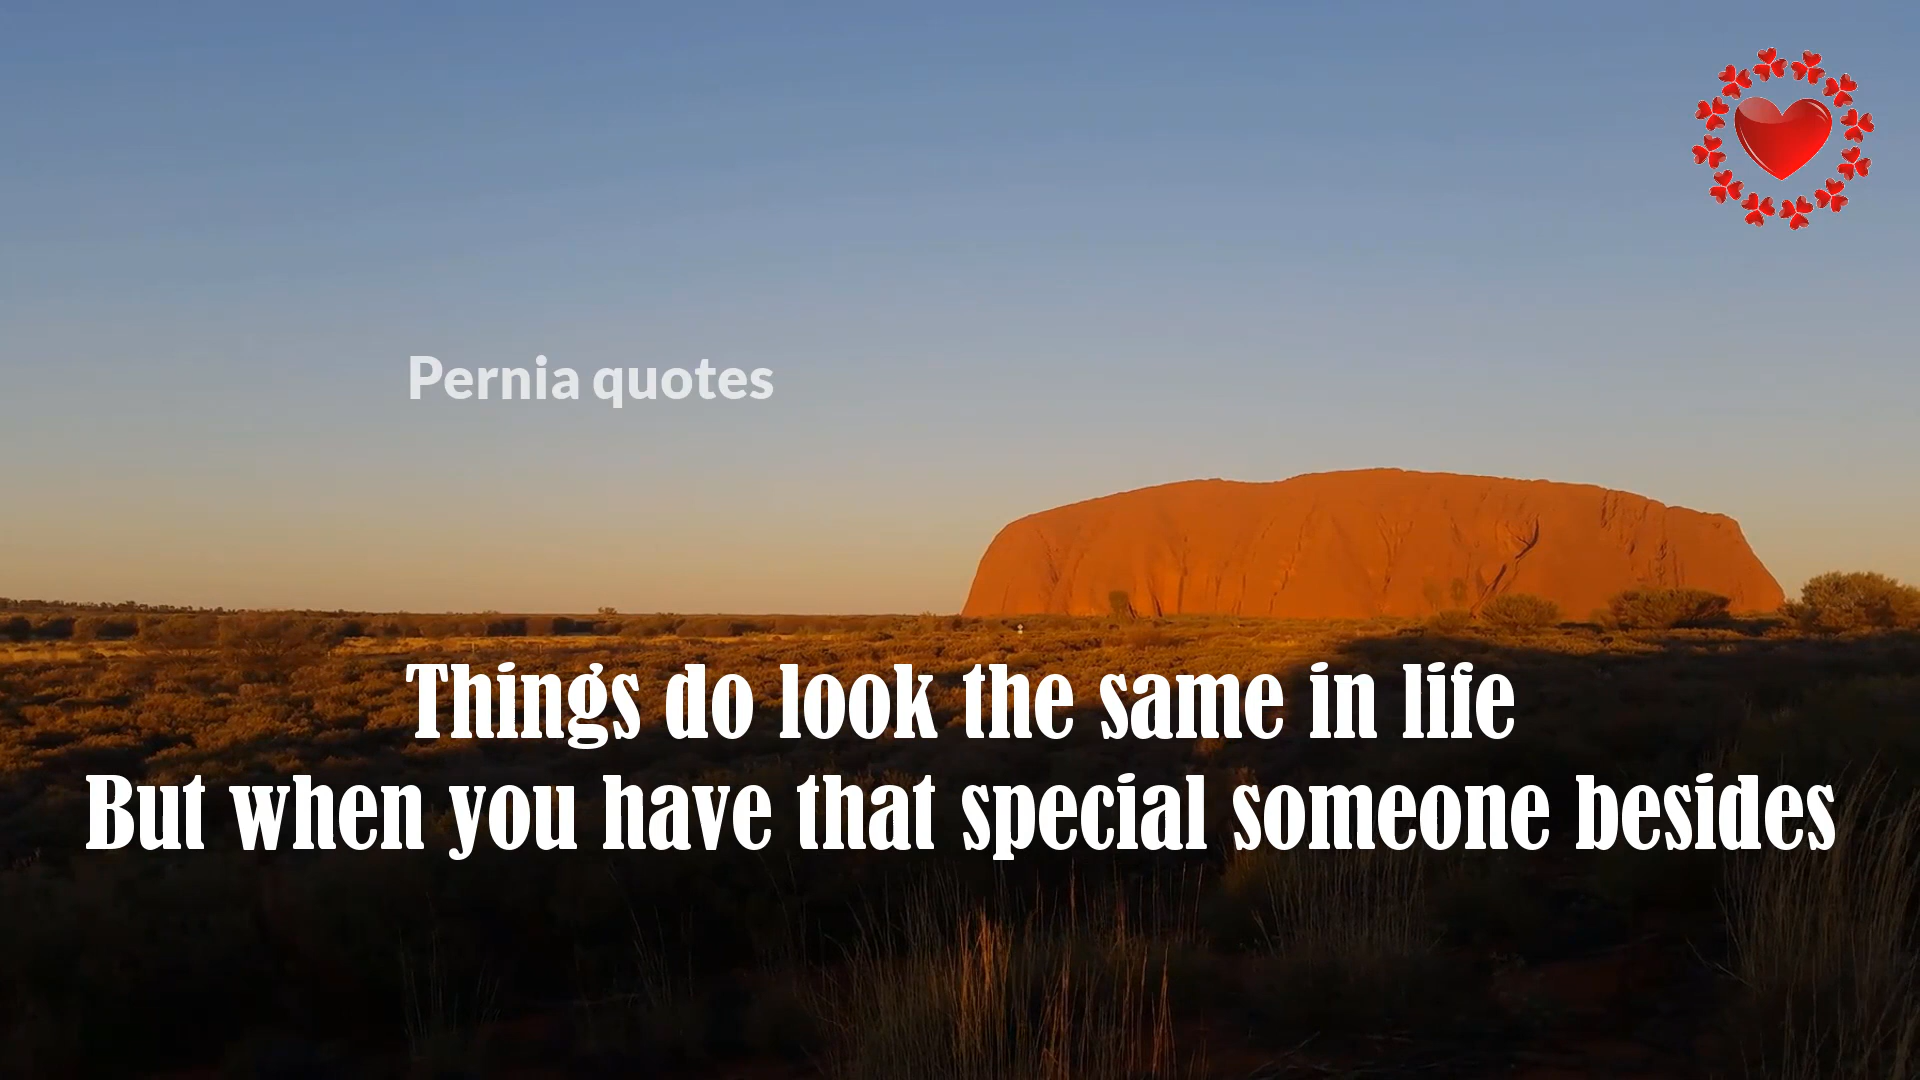 Pernia quotes
Things do look the same in life
But when you have that special someone besides